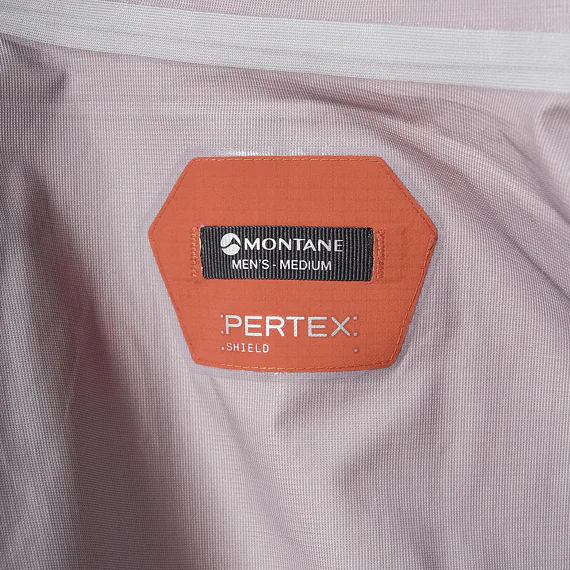 MONTANE
MEN'S - MEDIUM
PERTEX
SHIELD